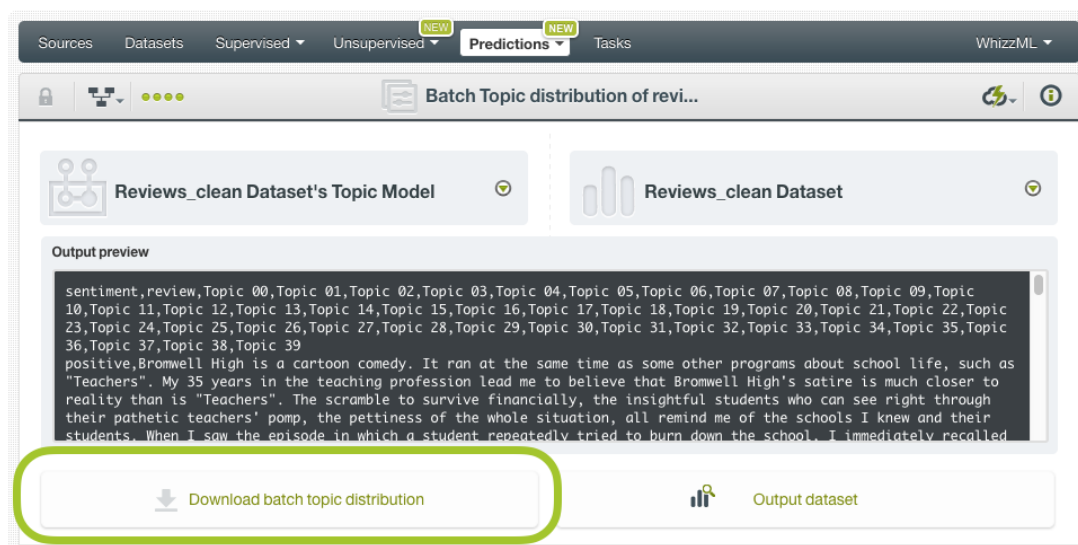 NEW
NEW
Sources Datasets Supervised Unsupervised Predictions Tasks WhizzML
Batch Topic distribution of revi...
Reviews_clean Dataset's Topic Model
Reviews_clean Dataset
Output preview
sentiment,review,Topic 00,Topic 01,Topic 02,Topic 03,Topic 04,Topic 05,Topic 06,Topic 07,Topic 08,Topic 09,Topic
10,Topic 11,Topic 12,Topic 13,Topic 14,Topic 15,Topic 16,Topic 17,Topic 18,Topic 19,Topic 20,Topic 21,Topic 22,Topic
23,Topic 24,Topic 25,Topic 26,Topic 27,Topic 28,Topic 29,Topic 30,Topic 31,Topic 32,Topic 33,Topic 34,Topic 35,Topic
36,Topic 37,Topic 38,Topic 39
positive,Bromwell High is a cartoon comedy. It ran at the same time as some other programs about school life, such as
"Teachers". My 35 years in the teaching profession lead me to believe that Bromwell High's satire is much closer to
reality than is "Teachers". The scramble to survive financially, the insightful students who can see right through
their pathetic teachers' pomp, the pettiness of the whole situation, all remind me of the schools I knew and their
students. When I saw the episode in which a student repeatedly tried to burn down the school, I immediately recalled
Download batch topic distribution
Output dataset